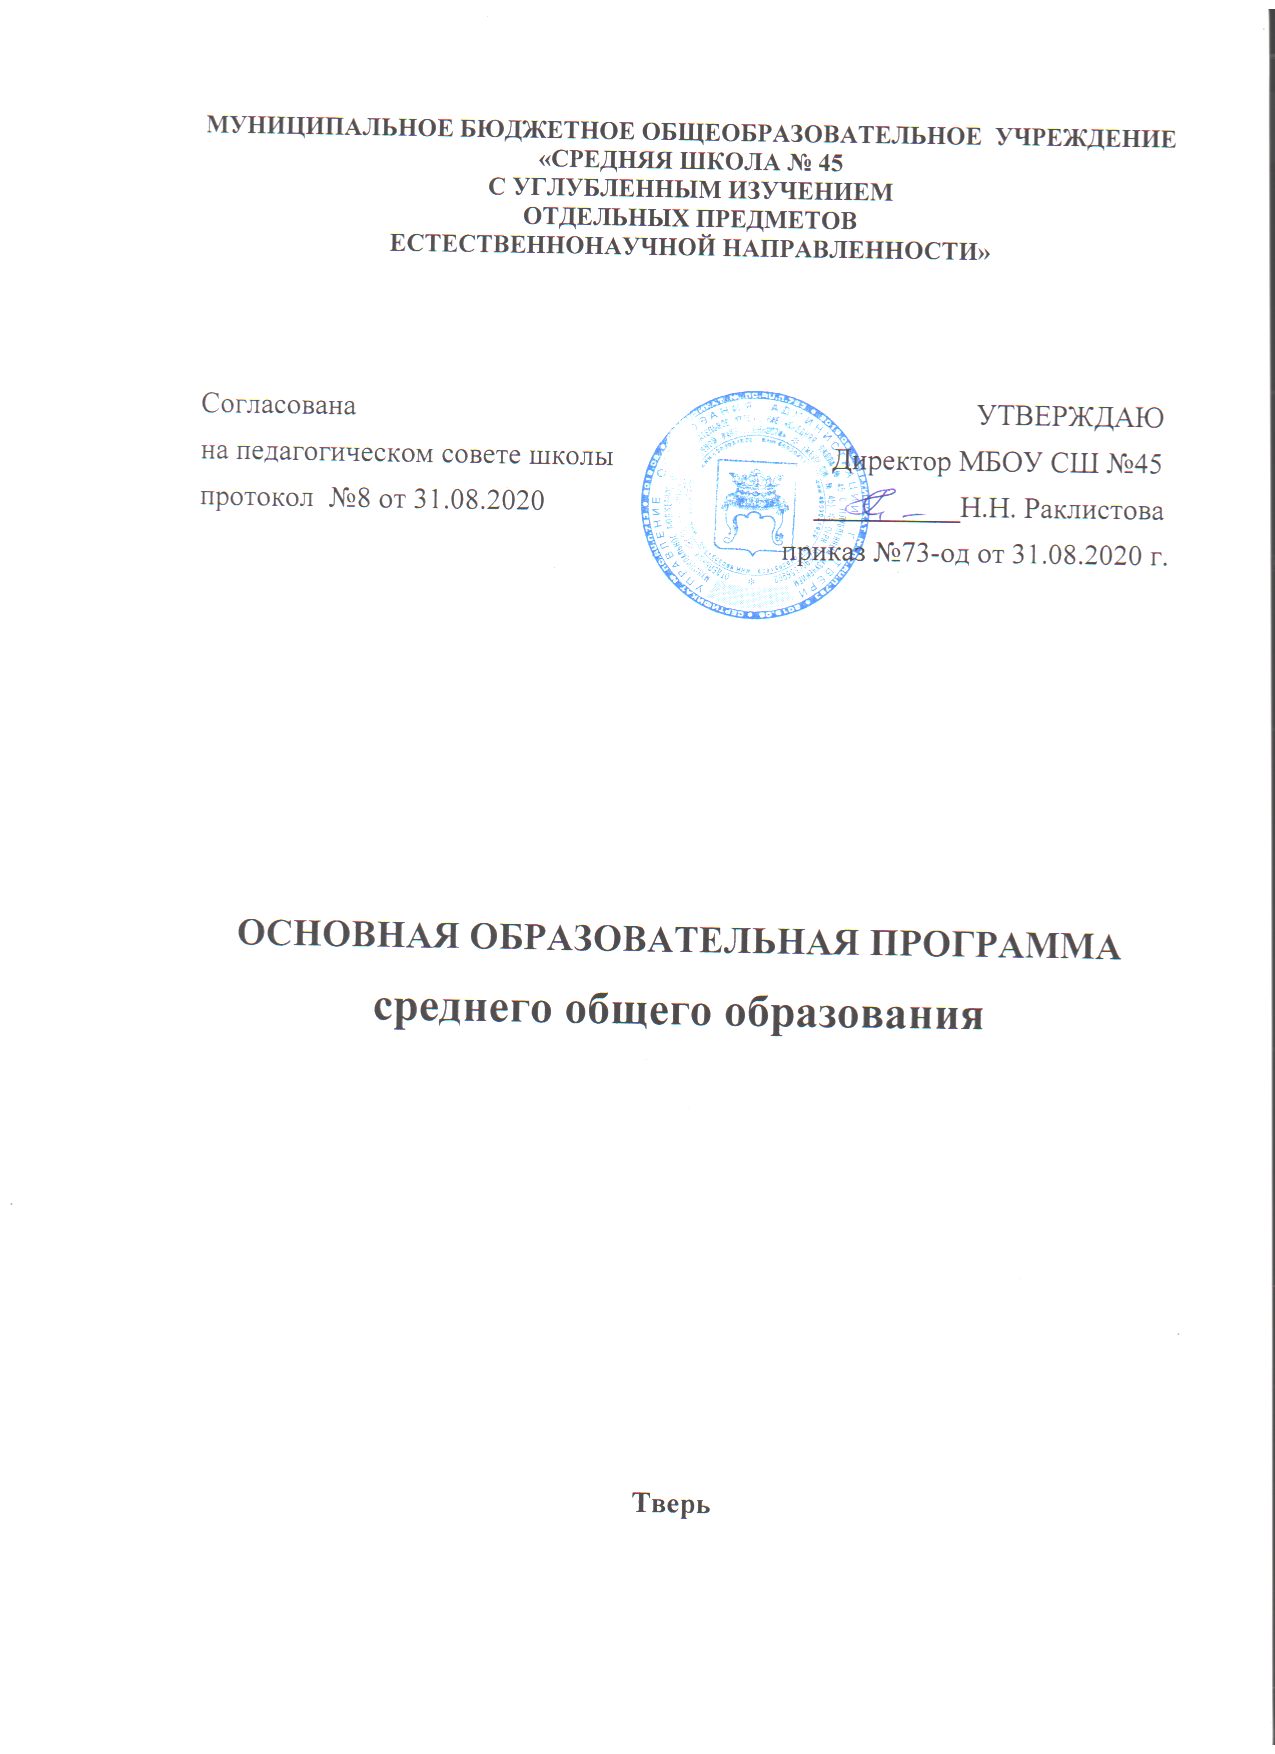 МУНИЦИПАЛЬНОЕ БЮДЖЕТНОЕ ОБЩЕОБРАЗОВАТЕЛЬНОЕ УЧРЕЖДЕНИЕ
«СРЕДНЯЯ ШКОЛА № 45
С УГЛУБЛЕННЫМ ИЗУЧЕНИЕМ
ОТДЕЛЬНЫХ ПРЕДМЕТОВ
ЕСТЕСТВЕННОНАУЧНОЙ НАПРАВЛЕННОСТИ»
Согласована
на педагогическом совете школы
протокол №8 от 31.08.2020
УТВЕРЖДАЮ
Директор МБОУ СШ №45
Н.Н. Раклистова
приказ №73-од от 31.08.2020 г.
УПРАВЛЕНИЕ
ТВЕРИ
ОСНОВНАЯ ОБРАЗОВАТЕЛЬНАЯ ПРОГРАММА
среднего общего образования
Тверь